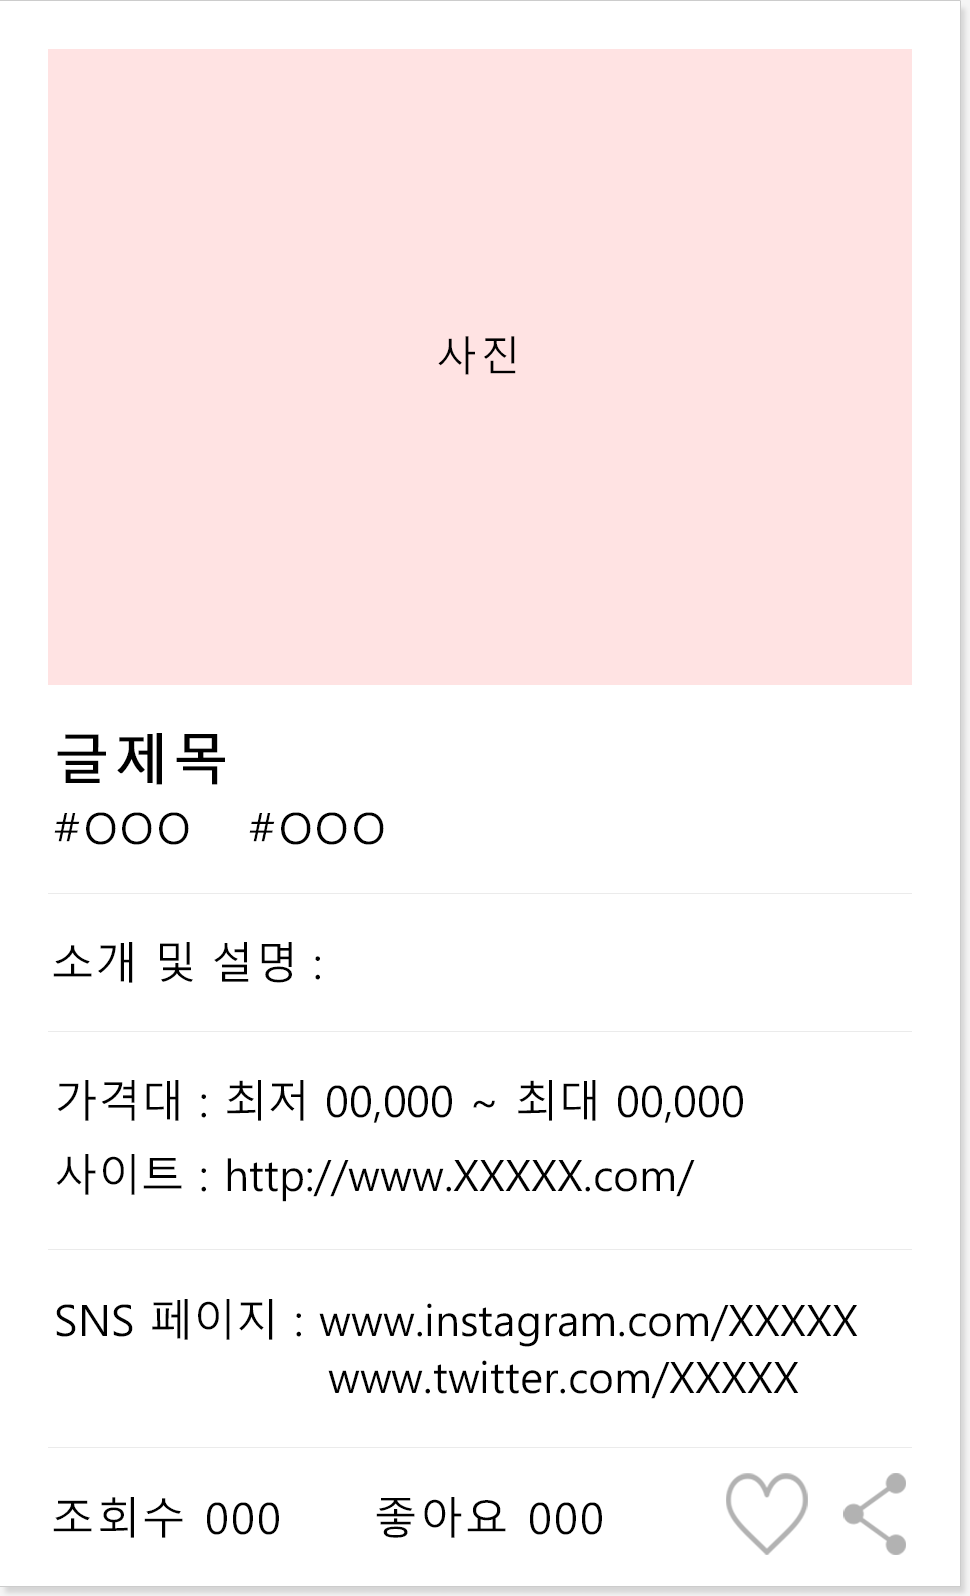 사진
글제목
#OOO #OOO
소개 및 설명 :
가격대 : 최저 00,000 ~ 최대 00,000
사이트 : http://www.XXXXX.com/
SNS 페이지 : www.instagram.com/XXXXX
www.twitter.com/XXXXX
조회수 000 좋아요 000